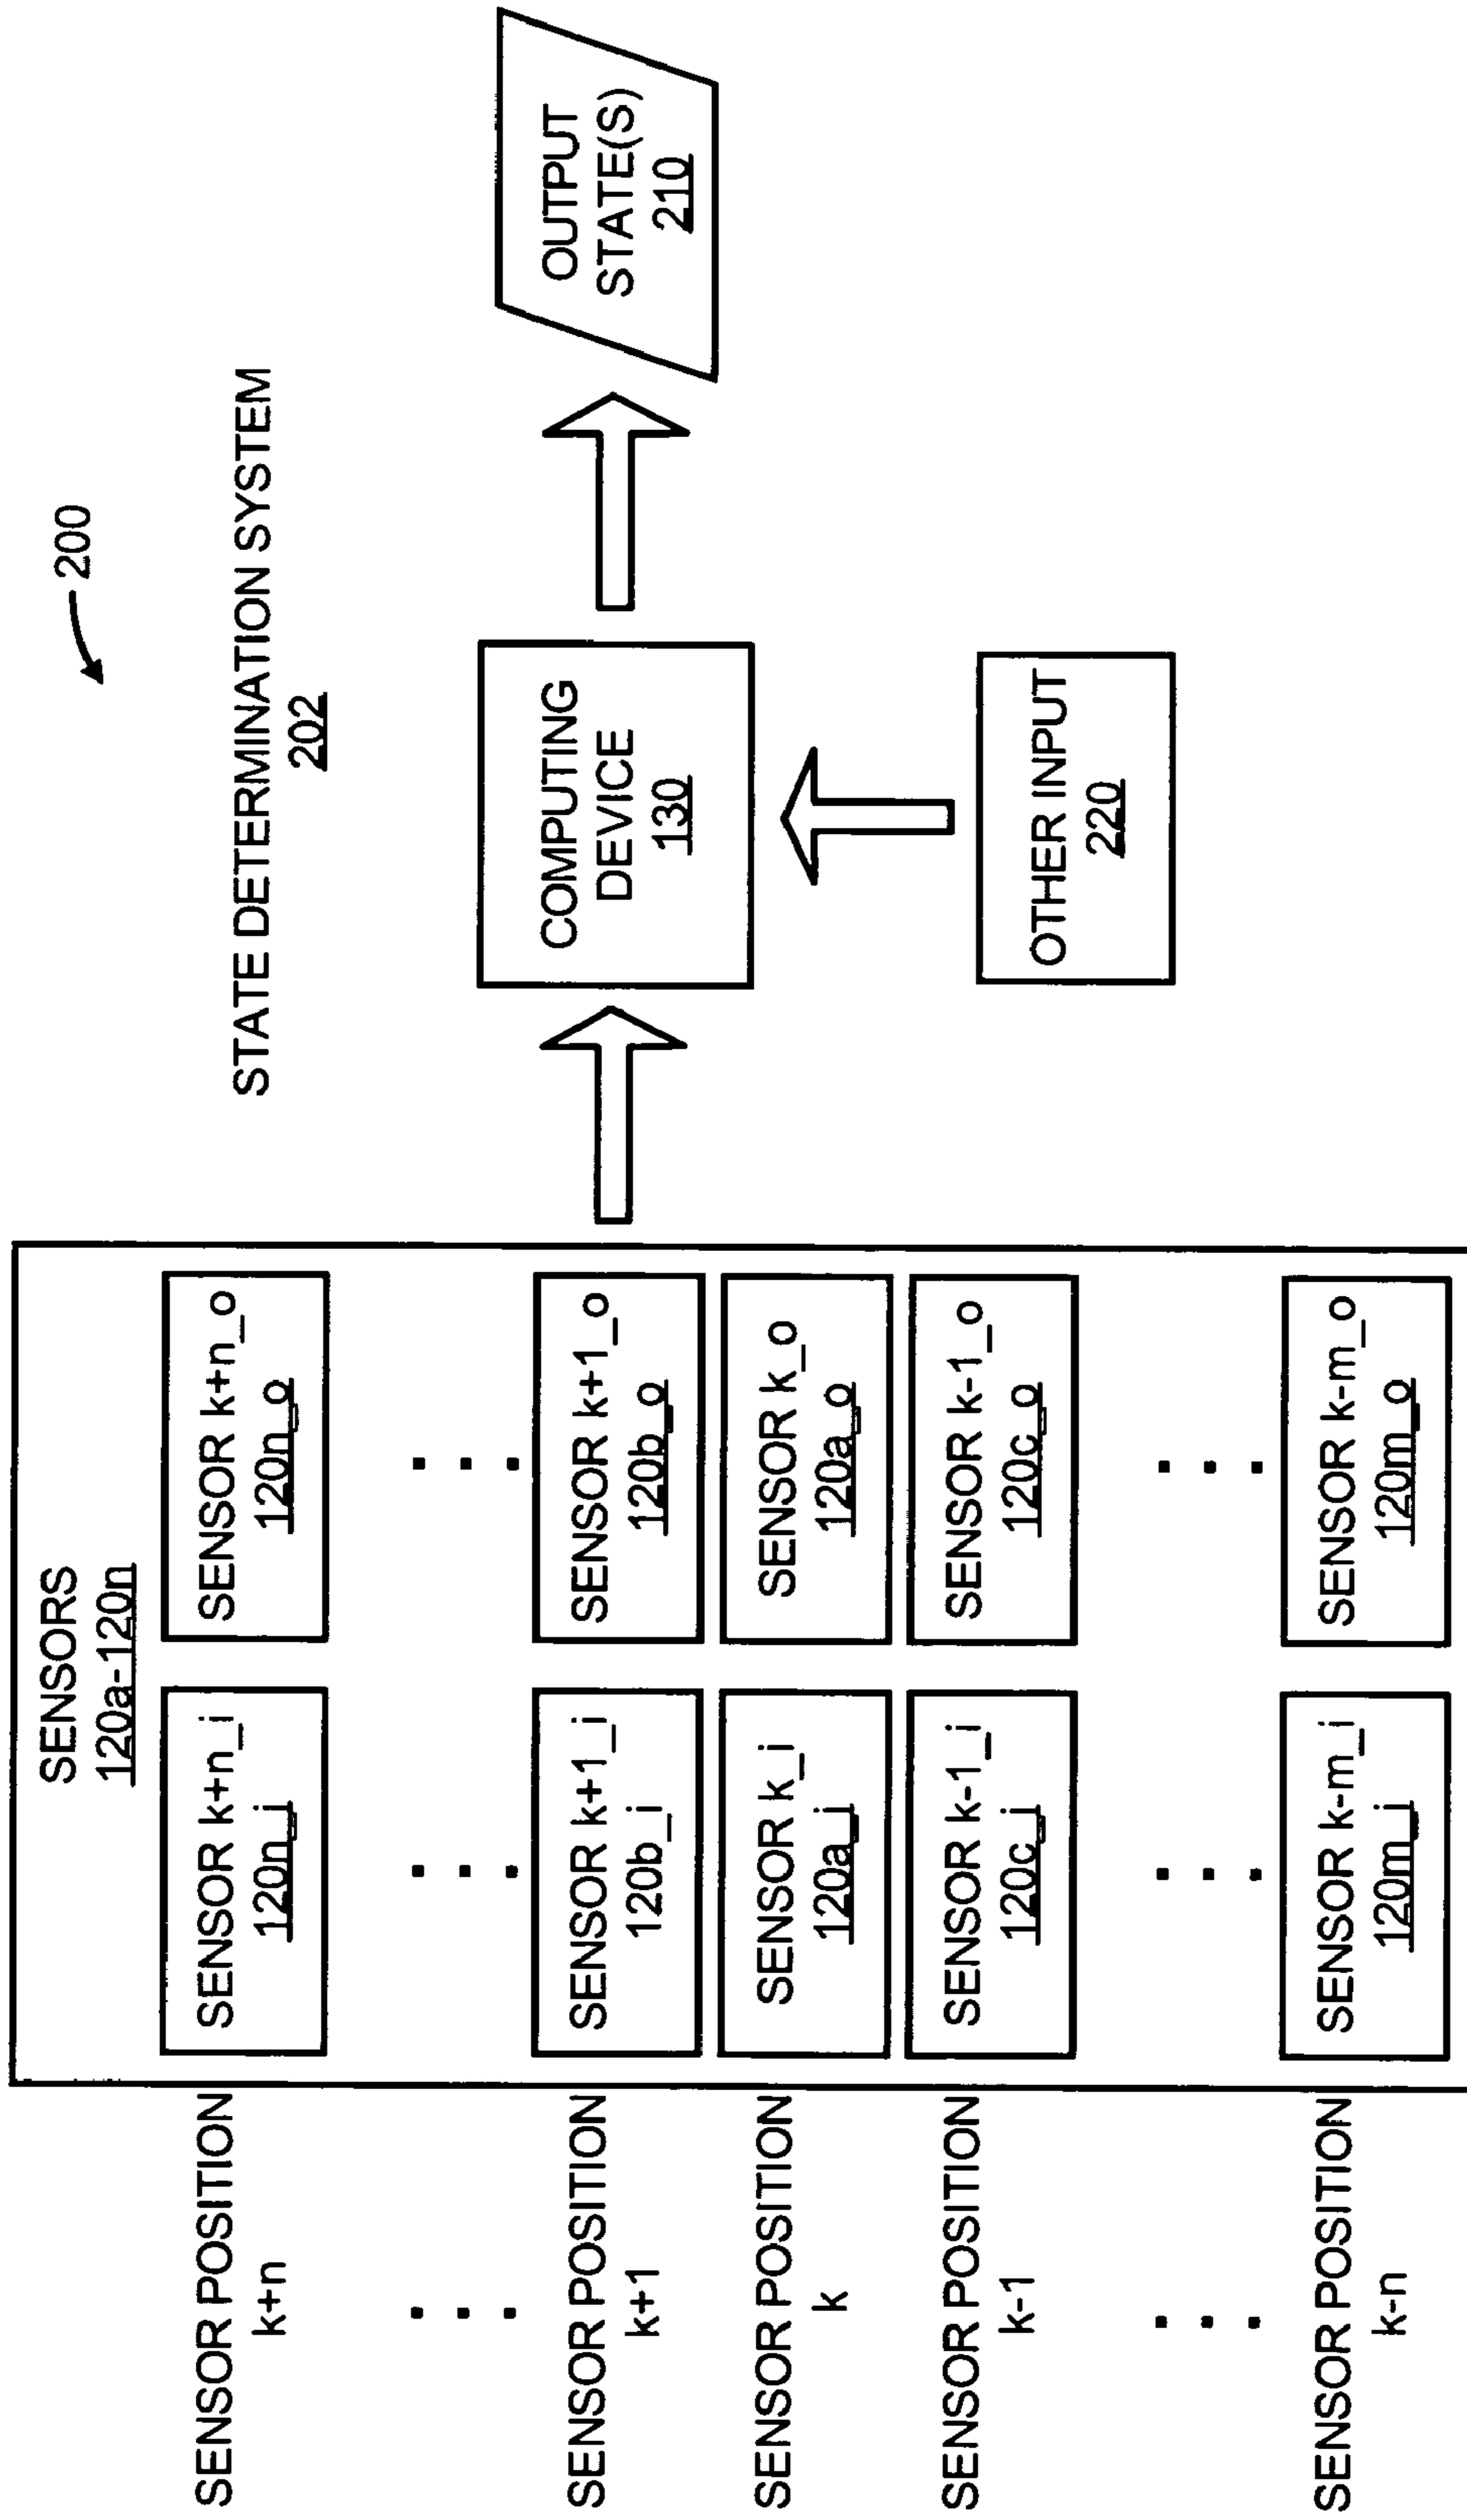 200
STATE DETERMINATION SYSTEM
202
SENSORS
120a-120n
SENSOR POSITION
k+n
SENSOR k+n_i
120n_i
SENSOR k+n_o
120n_o
. . .
. . .
. . .
SENSOR POSITION
k+1
SENSOR k+1_i
120b_i
SENSOR k+1_o
120b_o
SENSOR POSITION
k
SENSOR k_i
120a_i
SENSOR k_o
120a_o
SENSOR POSITION
k-1
SENSOR k-1_i
120c_i
SENSOR k-1_o
120c_o
. . .
. . .
. . .
SENSOR POSITION
k-n
SENSOR k-m_i
120m_i
SENSOR k-m_o
120m_o
COMPUTING
DEVICE
130
OTHER INPUT
220
OUTPUT
STATE(S)
210